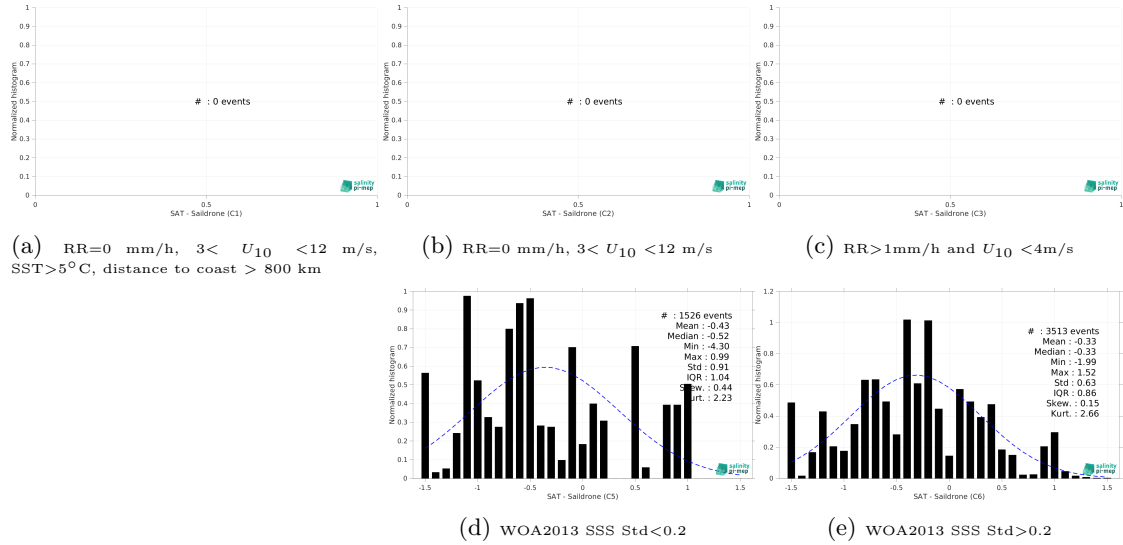 1
0.9
0.8
0.7
0.6
0.5
0.4
0.3
0.2
0.1
0
Normalized histogram
# : 0 events
salinity
pi-mep
0 0.5 1
SAT - Saildrone (C1)
(a) RR=0 mm/h, 3< U10 <12 m/s,
SST>5°C, distance to coast > 800 km
1
0.9
0.8
0.7
0.6
0.5
0.4
0.3
0.2
0.1
0
Normalized histogram
# : 0 events
salinity
pi-mep
0 0.5 1
SAT - Saildrone (C2)
(b) RR=0 mm/h, 3< U10 <12 m/s
1
0.9
0.8
0.7
0.6
0.5
0.4
0.3
0.2
0.1
0
Normalized histogram
# : 0 events
salinity
pi-mep
0 0.5 1
SAT - Saildrone (C3)
(c) RR>1mm/h and U10 <4m/s
1
0.9
0.8
0.7
0.6
0.5
0.4
0.3
0.2
0.1
0
Normalized histogram
# : 1526 events
Mean : -0.43
Median : -0.52
Min : -4.30
Max : 0.99
Std : 0.91
IQR : 1.04
Skew. : 0.44
Kurt. : 2.23
salinity
pi-mep
-1.5 -1 -0.5 0 0.5 1 1.5
SAT - Saildrone (C5)
(d) WOA2013 SSS Std<0.2
1.2
1
0.8
0.6
0.4
0.2
0
Normalized histogram
# : 3513 events
Mean : -0.33
Median : -0.33
Min : -1.99
Max : 1.52
Std : 0.63
IQR : 0.86
Skew. : 0.15
Kurt. : 2.66
salinity
pi-mep
-1.5 -1 -0.5 0 0.5 1 1.5
SAT - Saildrone (C6)
(e) WOA2013 SSS Std>0.2